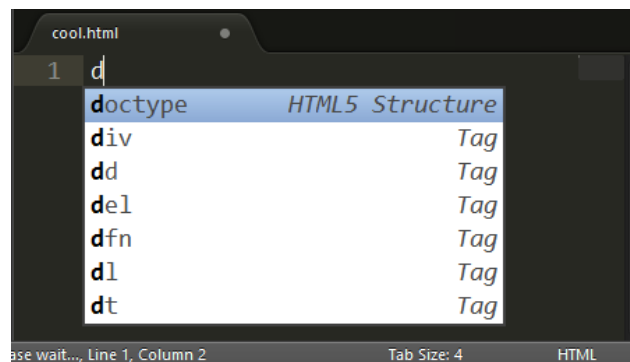 cool.html
1 d
doctype HTML5 Structure
div Tag
dd Tag
del Tag
dfn Tag
dl Tag
dt Tag
ase wait..., Line 1, Column 2 Tab Size: 4 HTML